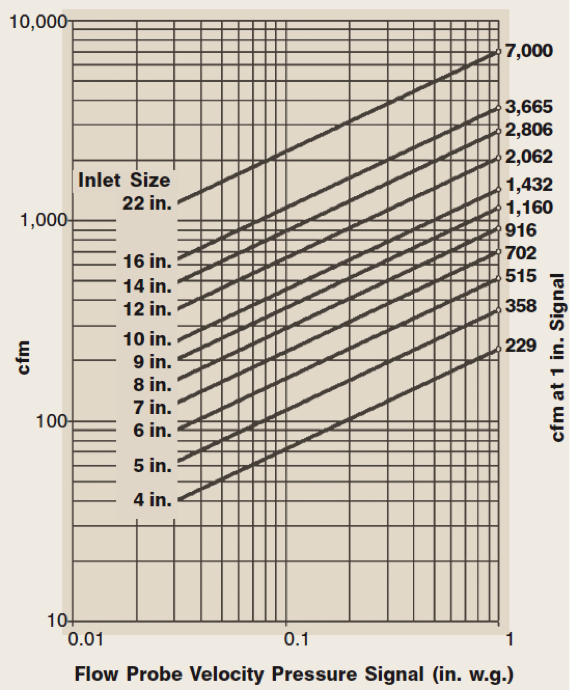 10,000
7,000
3,665
2,806
2,062
Inlet Size
1,432
22 in.
1,160
1,000
916
702
16 in.
515
14 in.
12 in.
358
10 in.
9 in.
229
8 in.
7 in.
100
6 in.
5 in.
4 in.
cfm
cfm at 1 in. Signal
10
0.01
0.1
1
Flow Probe Velocity Pressure Signal (in. w.g.)